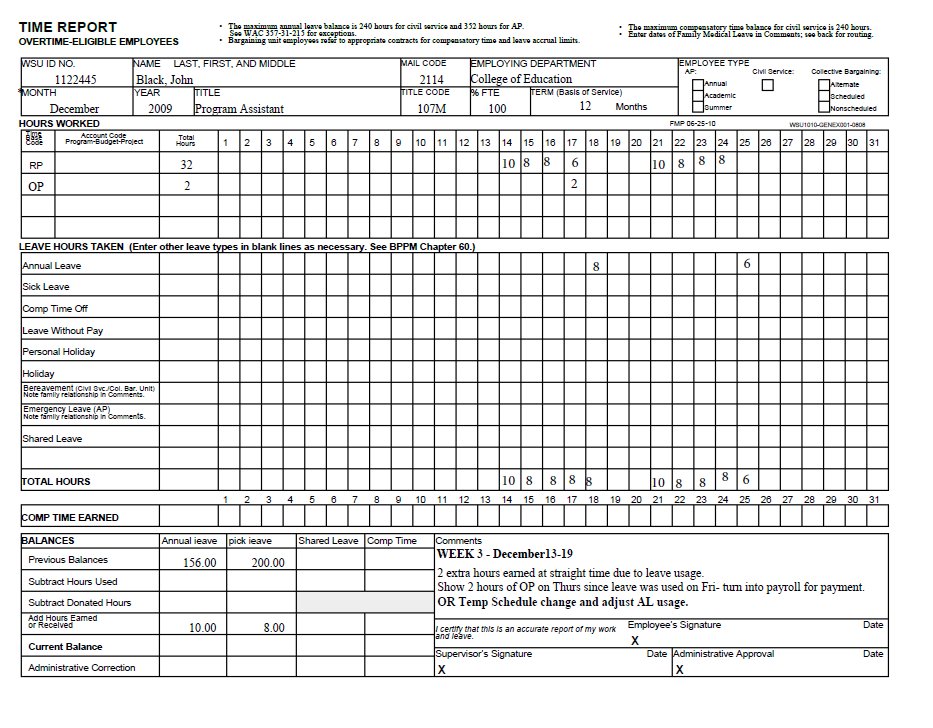 TIME REPORT
OVERTIME-ELIGIBLE EMPLOYEES
• The maximum annual leave balance is 240 hours for civil service and 352 hours for AP.
See WAC 357-31-215 for exceptions.
• Bargaining unit employees refer to appropriate contracts for compensatory time and leave accrual limits.
• The maximum compensatory time balance for civil service is 240 hours.
• Enter dates of Family Medical Leave in Comments; see back for routing.
WSU ID NO. NAME LAST, FIRST, AND MIDDLE MAIL CODE EMPLOYING DEPARTMENT EMPLOYEE TYPE
1122445 Black, John 2114 College of Education
AP: Civil Service: Collective Bargaining:
Annual Alternate
Academic Scheduled
Summer Nonscheduled
*MONTH YEAR TITLE TITLE CODE % FTE TERM (Basis of Service)
December 2009 Program Assistant 107M 100 12 Months
HOURS WORKED FMP 06-25-10 WSU1010-GENEX001-0808
Time Base Code Account Code Program-Budget-Project Total Hours 1 2 3 4 5 6 7 8 9 10 11 12 13 14 15 16 17 18 19 20 21 22 23 24 25 26 27 28 29 30 31
RP 32 10 8 8 6 10 8 8 8
OP 2 2
LEAVE HOURS TAKEN (Enter other leave types in blank lines as necessary. See BPPM Chapter 60.)
Annual Leave 8 6
Sick Leave
Comp Time Off
Leave Without Pay
Personal Holiday
Holiday
Bereavement (Civil Svc./Col. Bar. Unit)
Note family relationship in Comments.
Emergency Leave (AP)
Note family relationship in Comments.
Shared Leave
TOTAL HOURS 10 8 8 8 8 10 8 8 8 6
1 2 3 4 5 6 7 8 9 10 11 12 13 14 15 16 17 18 19 20 21 22 23 24 25 26 27 28 29 30 31
COMP TIME EARNED
BALANCES Annual leave pick leave Shared Leave Comp Time
Previous Balances 156.00 200.00
Subtract Hours Used
Subtract Donated Hours
Add Hours Earned
or Received 10.00 8.00
Current Balance
Administrative Correction
Comments
WEEK 3 - December13-19
2 extra hours earned at straight time due to leave usage.
Show 2 hours of OP on Thurs since leave was used on Fri- turn into payroll for payment.
OR Temp Schedule change and adjust AL usage.
I certify that this is an accurate report of my work
and leave.
Employee's Signature Date
X
Supervisor's Signature Date Administrative Approval Date
X X